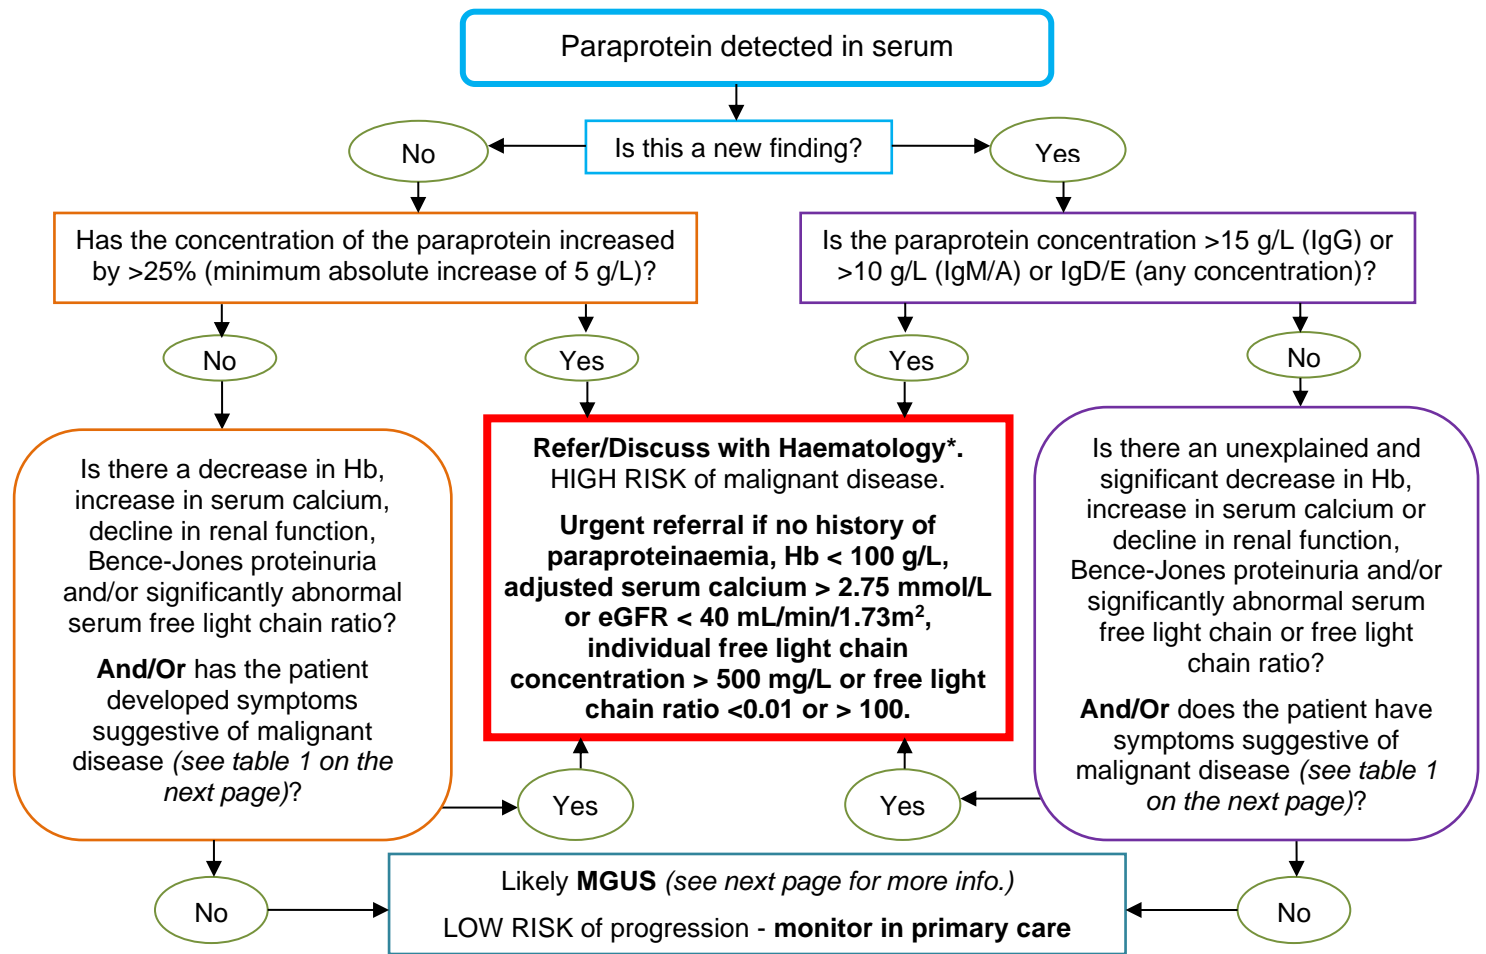 Paraprotein detected in serum
Is this a new finding?
No
Yes
Has the concentration of the paraprotein increased
by >25% (minimum absolute increase of 5 g/L)?
Is the paraprotein concentration >15 g/L (IgG) or
>10 g/L (IgM/A) or IgD/E (any concentration)?
No
Yes
Yes
No
Is there a decrease in Hb,
increase in serum calcium,
decline in renal function,
Bence-Jones proteinuria
and/or significantly abnormal
serum free light chain ratio?
And/Or has the patient
developed symptoms
suggestive of malignant
disease (see table 1 on the
next page)?
Refer/Discuss with Haematology*.
HIGH RISK of malignant disease.
Urgent referral if no history of
paraproteinaemia, Hb < 100 g/L,
adjusted serum calcium > 2.75 mmol/L
or eGFR < 40 mL/min/1.73m²,
individual free light chain
concentration > 500 mg/L or free light
chain ratio <0.01 or > 100.
Is there an unexplained and
significant decrease in Hb,
increase in serum calcium or
decline in renal function,
Bence-Jones proteinuria and/or
significantly abnormal serum
free light chain or free light
chain ratio?
And/Or does the patient have
symptoms suggestive of
malignant disease (see table 1
on the next page)?
Yes
Yes
No
Likely MGUS (see next page for more info.)
LOW RISK of progression - monitor in primary care
No